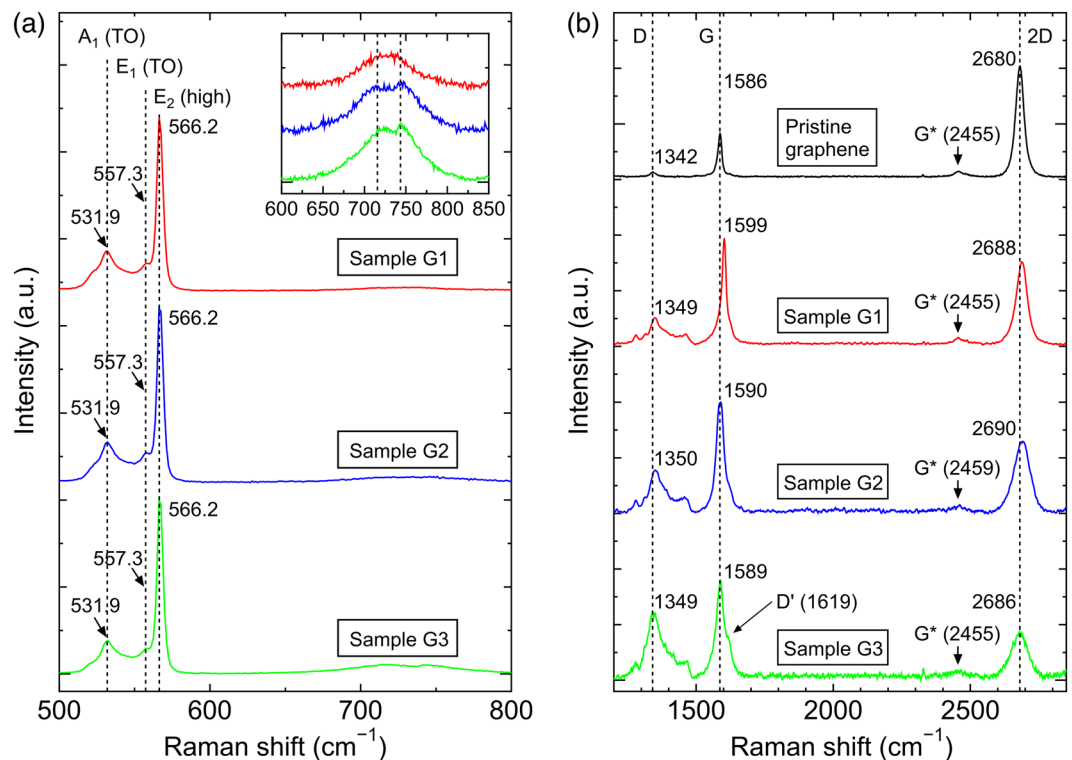 (a)
A₁ (TO)
E₁ (TO)
E₂ (high)
566.2
557.3
531.9
Sample G1
600 650 700 750 800 850
566.2
557.3
531.9
Sample G2
566.2
557.3
531.9
Sample G3
Intensity (a.u.)
500 600 700 800
Raman shift (cm⁻¹)
(b)
D G 2D
2680
1586
Pristine
graphene
G* (2455)
1342
1599
2688
G* (2455)
1349
Sample G1
1590
2690
1350
G* (2459)
Sample G2
1589
1349
D' (1619)
2686
G* (2455)
Sample G3
Intensity (a.u.)
1500 2000 2500
Raman shift (cm⁻¹)